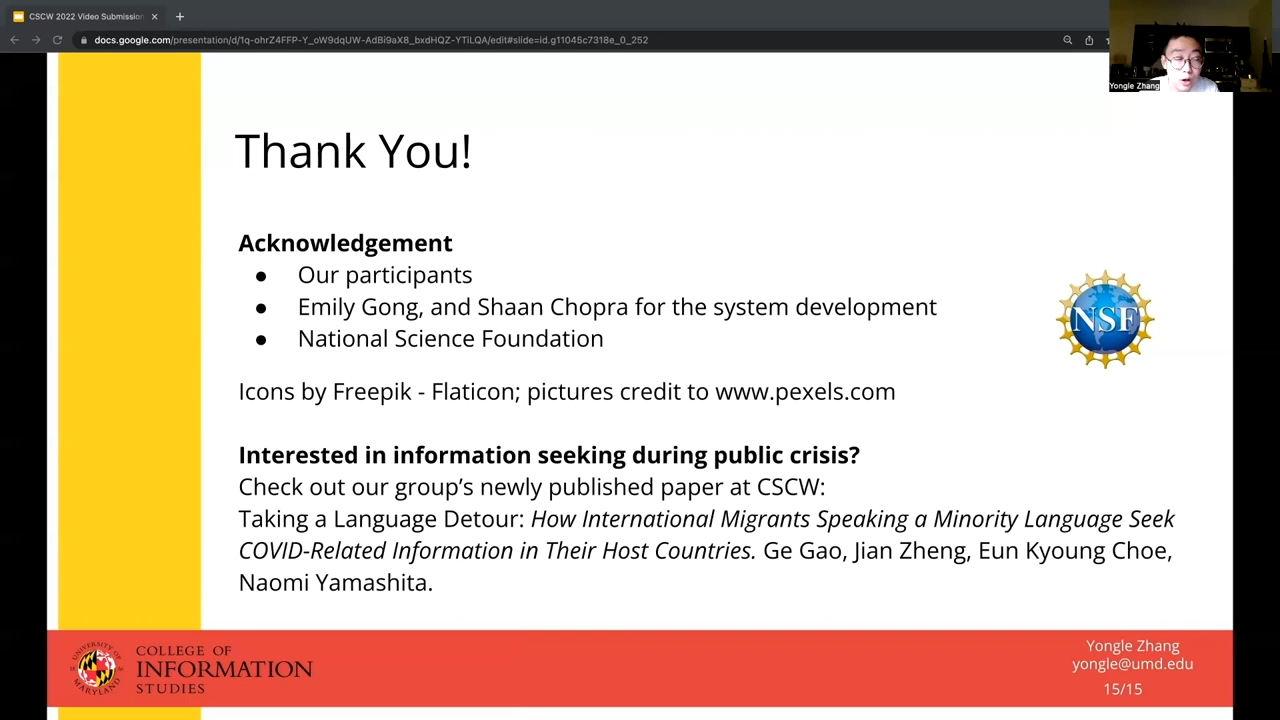 CSCW 2022 Video Submission
docs.google.com/presentation/d/1q-ohrZ4FFP-Y_oW9dqUW-AdBi9aX8_bxdHQZ-YTiLQA/edit#slide=id.g11045c7318e_0_252
Yongle Zhang
Thank You!
Acknowledgement
● Our participants
● Emily Gong, and Shaan Chopra for the system development
● National Science Foundation
NSF
Icons by Freepik - Flaticon; pictures credit to www.pexels.com
Interested in information seeking during public crisis?
Check out our group’s newly published paper at CSCW:
Taking a Language Detour: How International Migrants Speaking a Minority Language Seek
COVID-Related Information in Their Host Countries. Ge Gao, Jian Zheng, Eun Kyoung Choe,
Naomi Yamashita.
UNIVERSITY OF
MARYLAND
COLLEGE OF
INFORMATION
STUDIES
Yongle Zhang
yongle@umd.edu
15/15